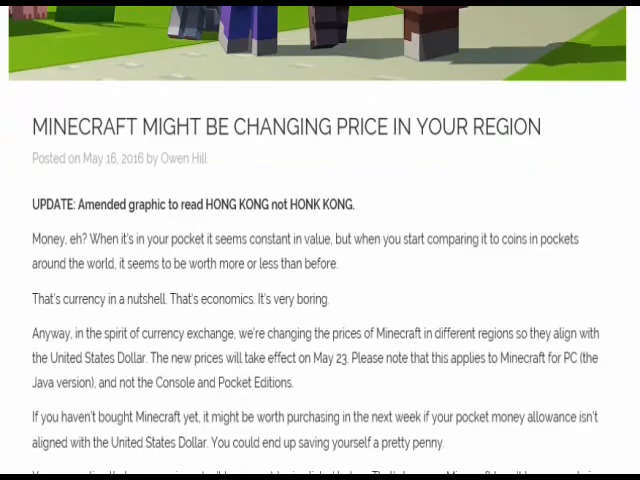 MINECRAFT MIGHT BE CHANGING PRICE IN YOUR REGION
Posted on May 16, 2016 by Owen Hill
UPDATE: Amended graphic to read HONG KONG not HONK KONG.
Money, eh? When it's in your pocket it seems constant in value, but when you start comparing it to coins in pockets
around the world, it seems to be worth more or less than before.
That's currency in a nutshell. That's economics. It's very boring.
Anyway, in the spirit of currency exchange, we're changing the prices of Minecraft in different regions so they align with
the United States Dollar. The new prices will take effect on May 23. Please note that this applies to Minecraft for PC (the
Java version), and not the Console and Pocket Editions.
If you haven't bought Minecraft yet, it might be worth purchasing in the next week if your pocket money allowance isn't
aligned with the United States Dollar. You could end up saving yourself a pretty penny.